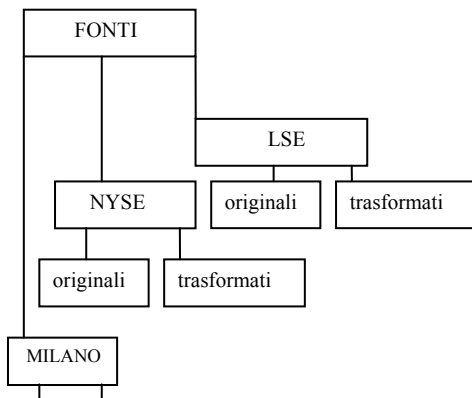 FONTI
LSE
originali
trasformati
NYSE
originali
trasformati
MILANO